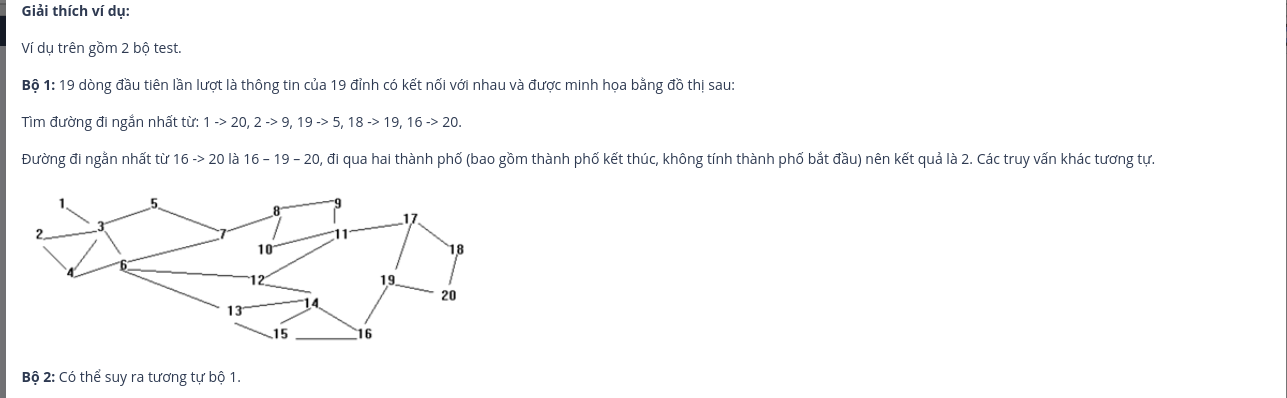 Giải thích ví dụ:
Ví dụ trên gồm 2 bộ test.
Bộ 1: 19 dòng đầu tiên lần lượt là thông tin của 19 đỉnh có kết nối với nhau và được minh họa bằng đồ thị sau:
Tìm đường đi ngắn nhất từ: 1 -> 20, 2 -> 9, 19 -> 5, 18 -> 19, 16 -> 20.
Đường đi ngắn nhất từ 16 -> 20 là 16 – 19 – 20, đi qua hai thành phố (bao gồm thành phố kết thúc, không tính thành phố bắt đầu) nên kết quả là 2. Các truy vấn khác tương tự.
1 5 8 9
2 3 7 11 17
10 18
4 6 12 19
20
13 14
15 16
Bộ 2: Có thể suy ra tương tự bộ 1.